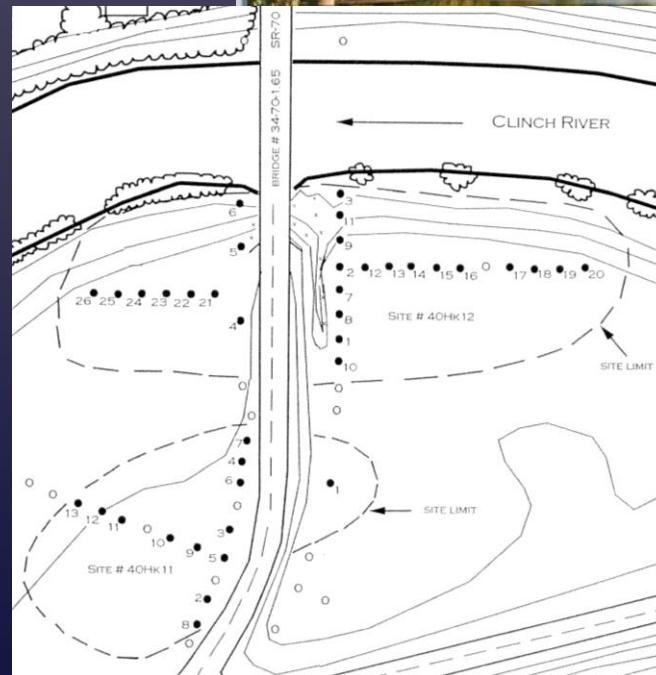 SR-70
BRIDGE # 34-70-1.65
CLINCH RIVER
6
3
11
5
9
2 12 13 14 15 16 17 18 19 20
26 25 24 23 22 21
7
4
8
SITE # 40HK12
1
10
SITE LIMIT
7
4
6
1
13
12
11
SITE LIMIT
3
10
9
5
SITE # 40HK11
2
8